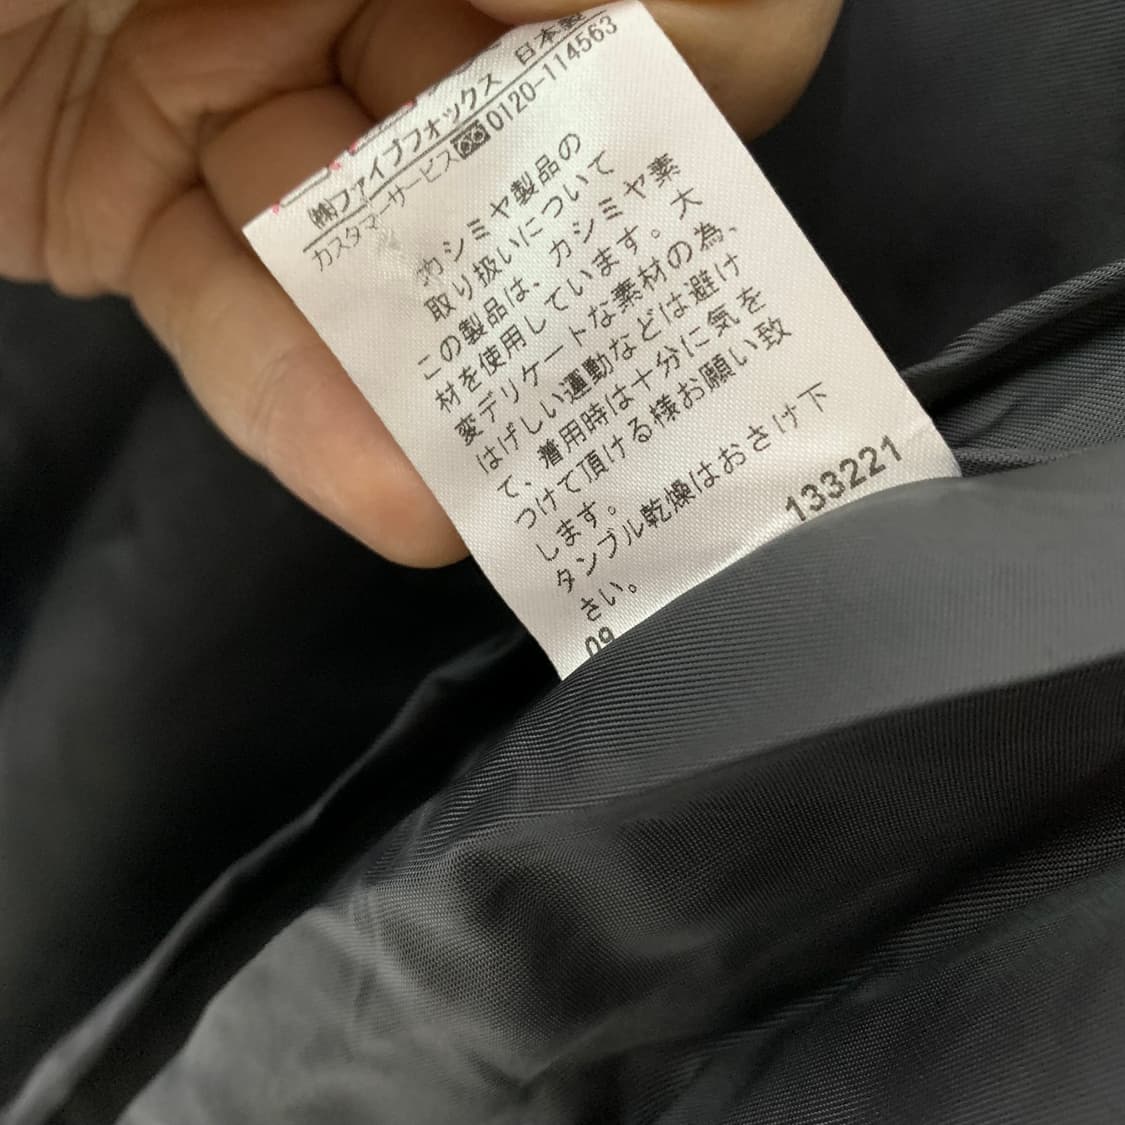 ㈱ファイブフォックス 日本製
カスタマーサービス 0120-114563
カシミヤ製品の
取り扱いについて
この製品は、カシミヤ素
材を使用しています。大
変デリケートな素材の為、
はげしい運動などは避け
て、着用時は十分に気を
つけて頂ける様お願い致
します。
タンブル乾燥はおさけ下
さい。
133221
09